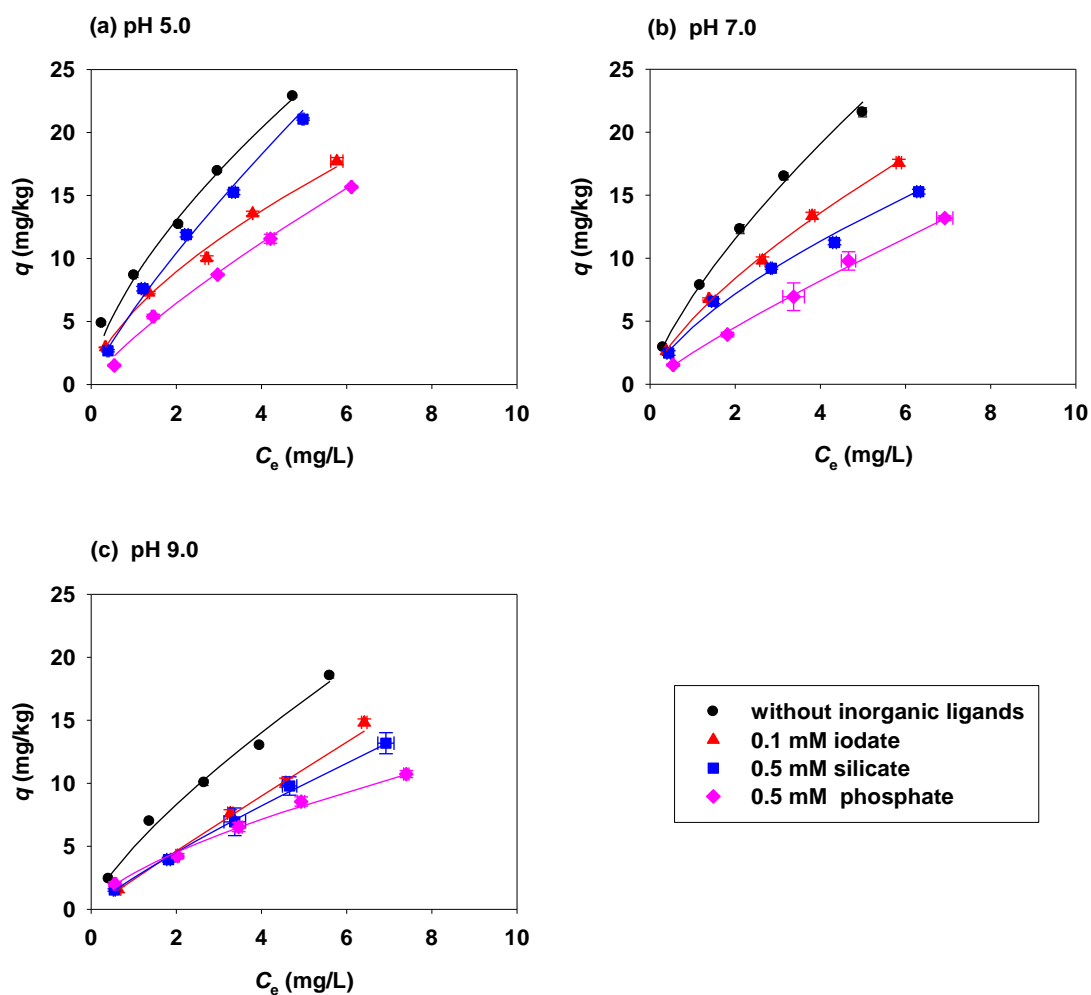 (a) pH 5.0
25
20
15
10
5
0
q (mg/kg)
0 2 4 6 8 10
Ce (mg/L)
(b) pH 7.0
25
20
15
10
5
0
q (mg/kg)
0 2 4 6 8 10
Ce (mg/L)
(c) pH 9.0
25
20
15
10
5
0
q (mg/kg)
0 2 4 6 8 10
Ce (mg/L)
without inorganic ligands
0.1 mM iodate
0.5 mM silicate
0.5 mM phosphate